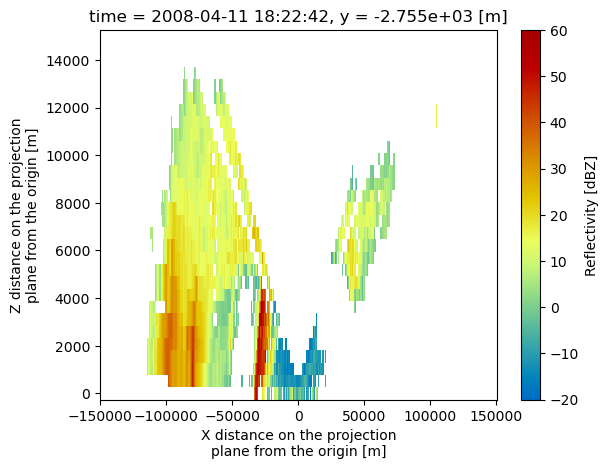 time = 2008-04-11 18:22:42, y = -2.755e+03 [m]
Z distance on the projection
plane from the origin [m]
14000
12000
10000
8000
6000
4000
2000
0
−150000 −100000 −50000 0 50000 100000 150000
X distance on the projection
plane from the origin [m]
60
50
40
30
20
10
0
−10
−20
Reflectivity [dBZ]